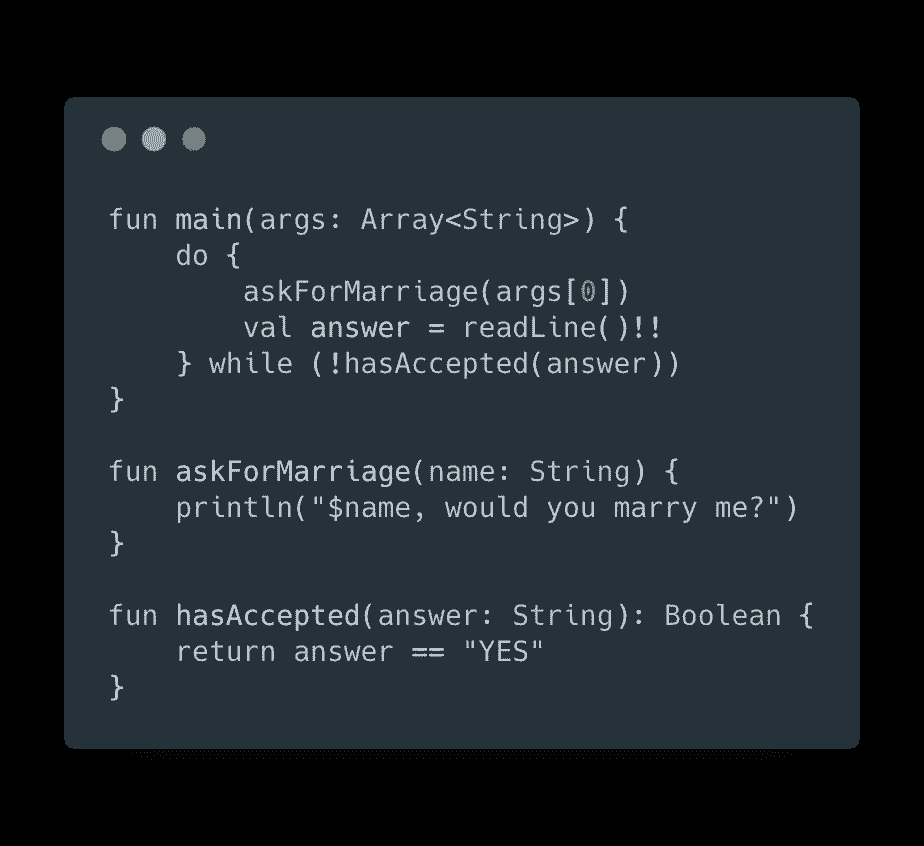 fun main(args: Array<String>) {
    do {
        askForMarriage(args[0])
        val answer = readLine()!!
    } while (!hasAccepted(answer))
}

fun askForMarriage(name: String) {
    println("$name, would you marry me?")
}

fun hasAccepted(answer: String): Boolean {
    return answer == "YES"
}